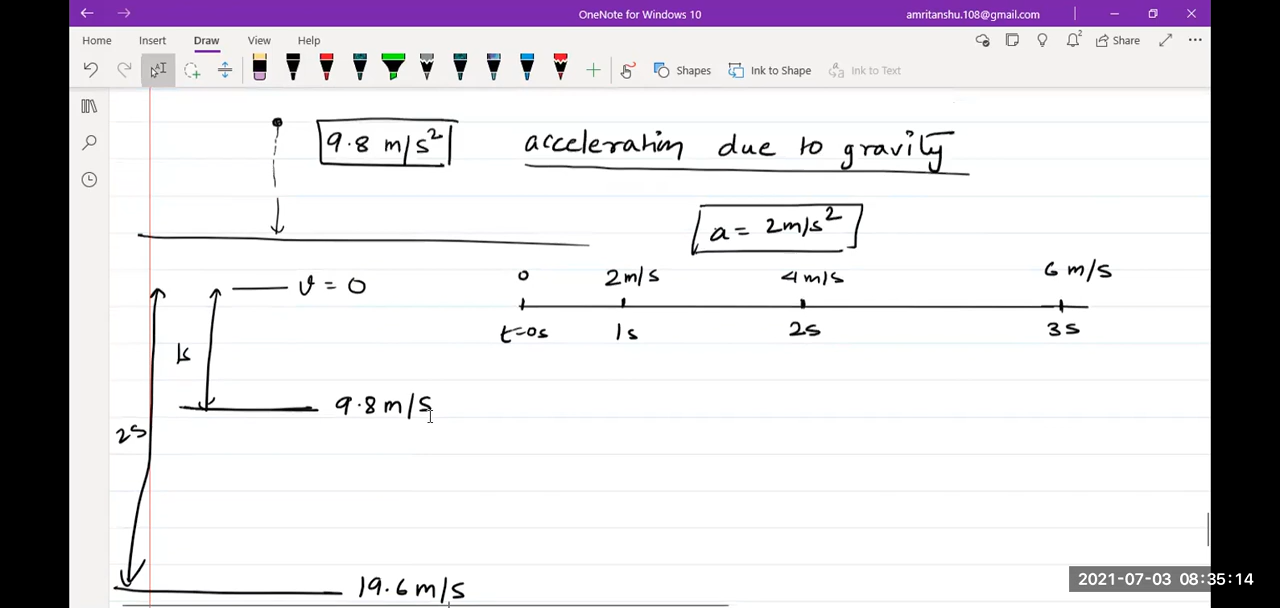 OneNote for Windows 10
amritanshu.108@gmail.com
Home Insert Draw View Help
Share
Shapes Ink to Shape Ink to Text
9.8 m/s² acceleration due to gravity
a = 2m/s²
v = 0
0 2m/s 4m/s 6 m/s
t=0s 1s 2s 3s
1s
9.8m/s
2s
19.6m/s
2021-07-03 08:35:14